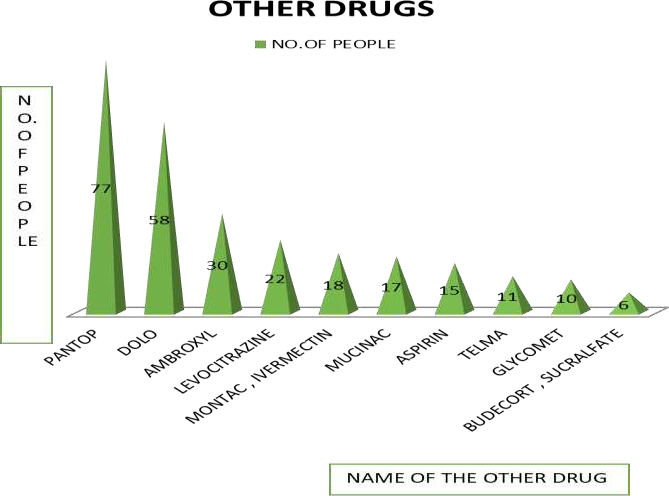 OTHER DRUGS
NO.OF PEOPLE
N
O.
O
F
P
E
O
P
LE
77
58
30
22
18
17
15
11
10
6
PANTOP
DOLO
AMBROXYL
LEVOCITRAZINE
MONTAC , IVERMECTIN
MUCINAC
ASPIRIN
TELMA
GLYCOMET
BUDECORT , SUCRALFATE
NAME OF THE OTHER DRUG